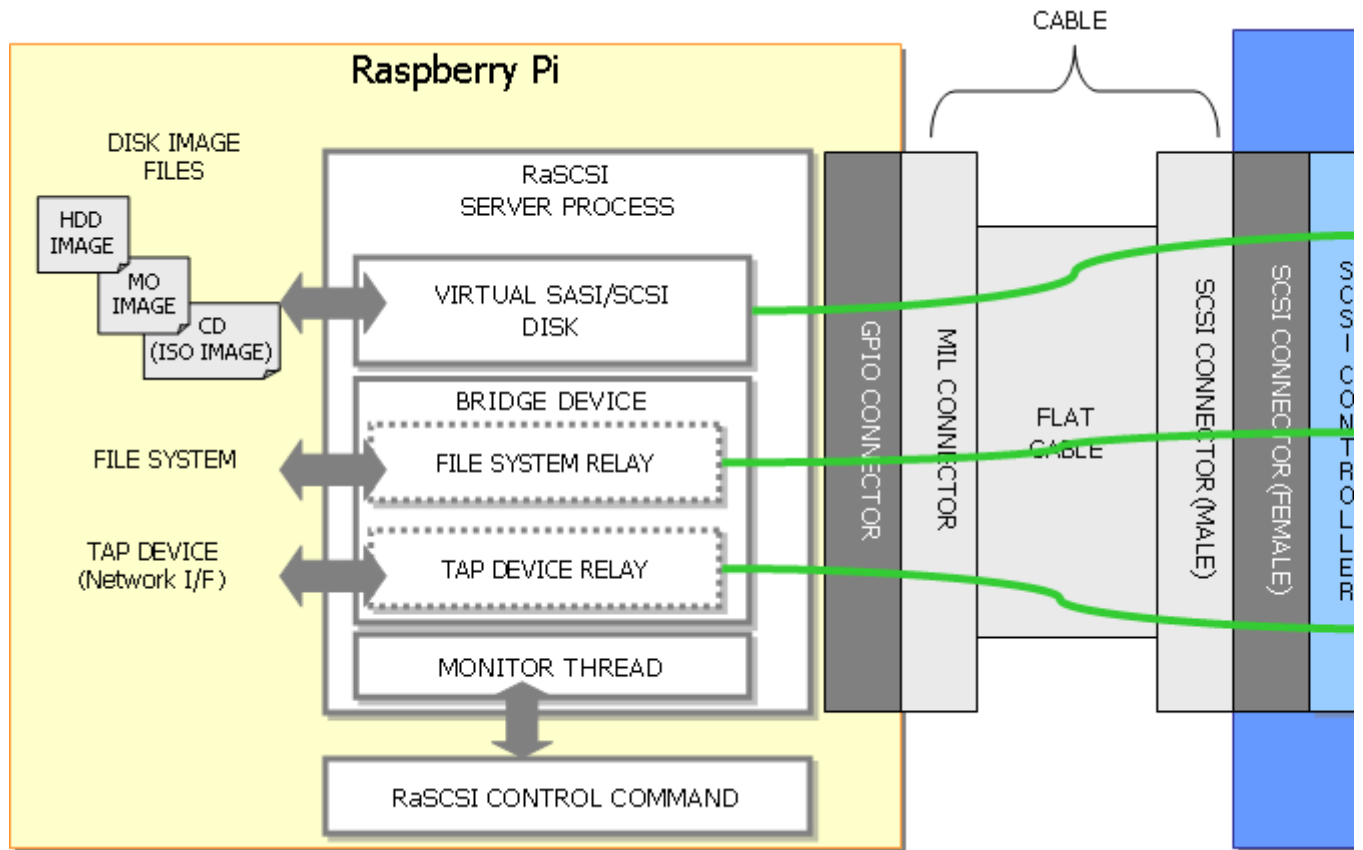 CABLE
Raspberry Pi
DISK IMAGE
FILES
HDD
IMAGE
MO
IMAGE
CD
(ISO IMAGE)
RaSCSI
SERVER PROCESS
VIRTUAL SASI/SCSI
DISK
BRIDGE DEVICE
FILE SYSTEM
FILE SYSTEM RELAY
TAP DEVICE
(Network I/F)
TAP DEVICE RELAY
MONITOR THREAD
RaSCSI CONTROL COMMAND
GPIO CONNECTOR
MIL CONNECTOR
FLAT
CABLE
SCSI CONNECTOR(MALE)
SCSI CONNECTOR(FEMALE)
SCSI CONTROLLER